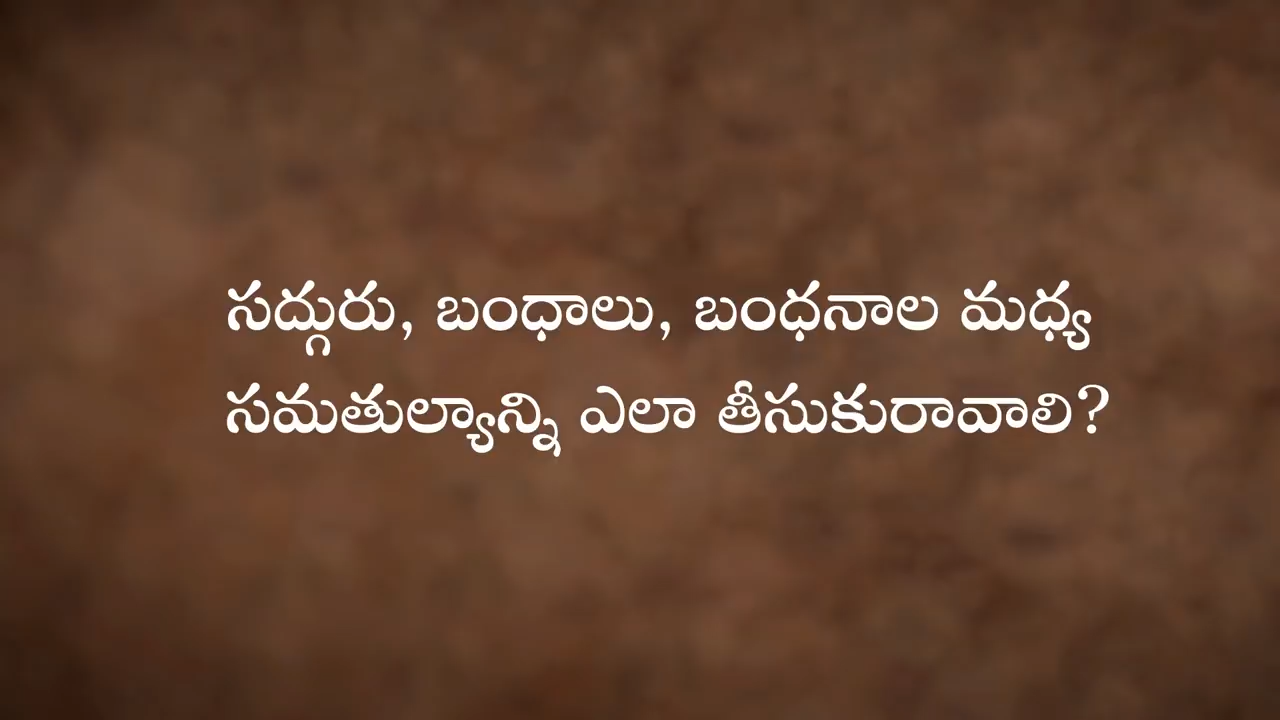 సద్గురు, బంధాలు, బంధనాల మధ్య
సమతుల్యాన్ని ఎలా తీసుకురావాలి?